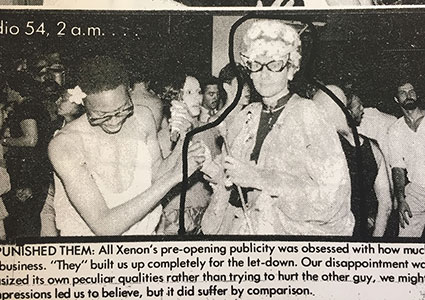 dio 54, 2 a.m. . . .
PUNISHED THEM: All Xenon's pre-opening publicity was obsessed with how much
business. "They" built us up completely for the let-down. Our disappointment wa
sized its own peculiar qualities rather than trying to hurt the other guy, we might
pressions led us to believe, but it did suffer by comparison.